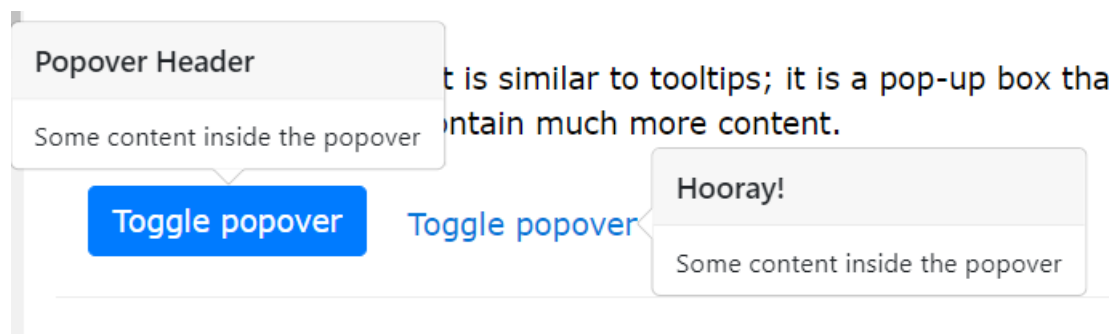 Popover Header
t is similar to tooltips; it is a pop-up box tha
Some content inside the popover
ntain much more content.
Hooray!
Toggle popover
Toggle popover
Some content inside the popover